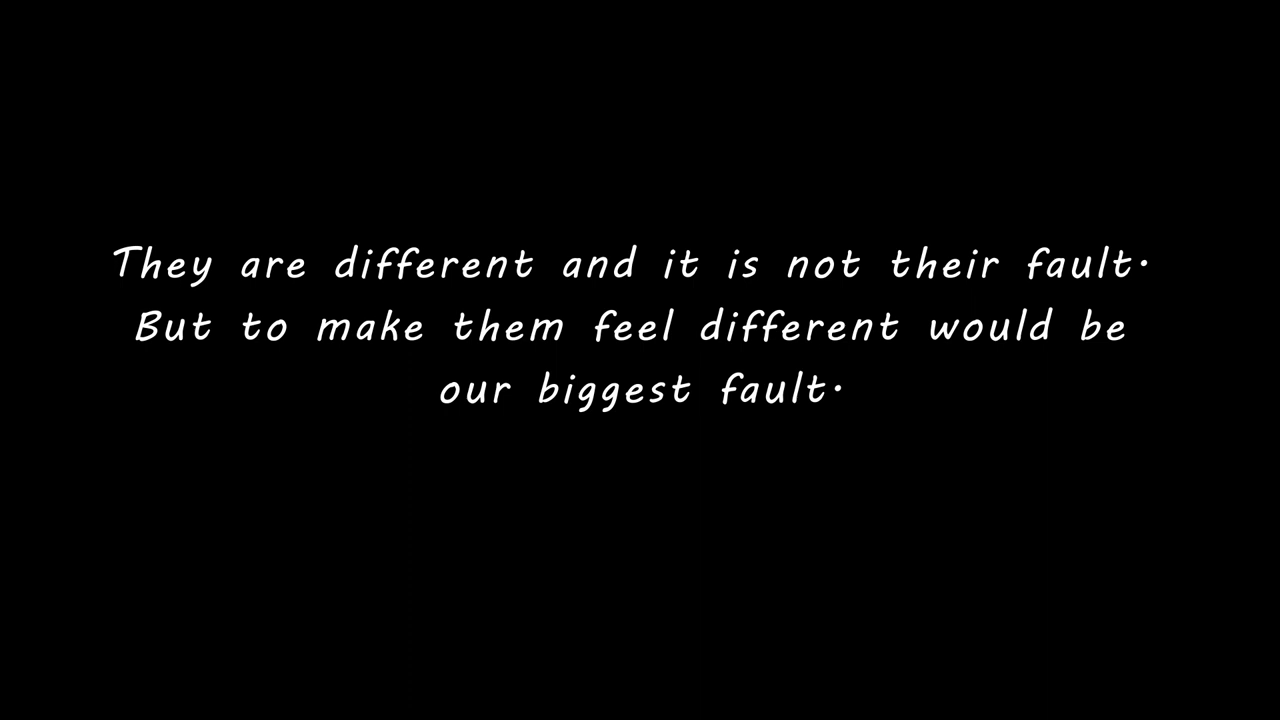 They are different and it is not their fault.
But to make them feel different would be
our biggest fault.